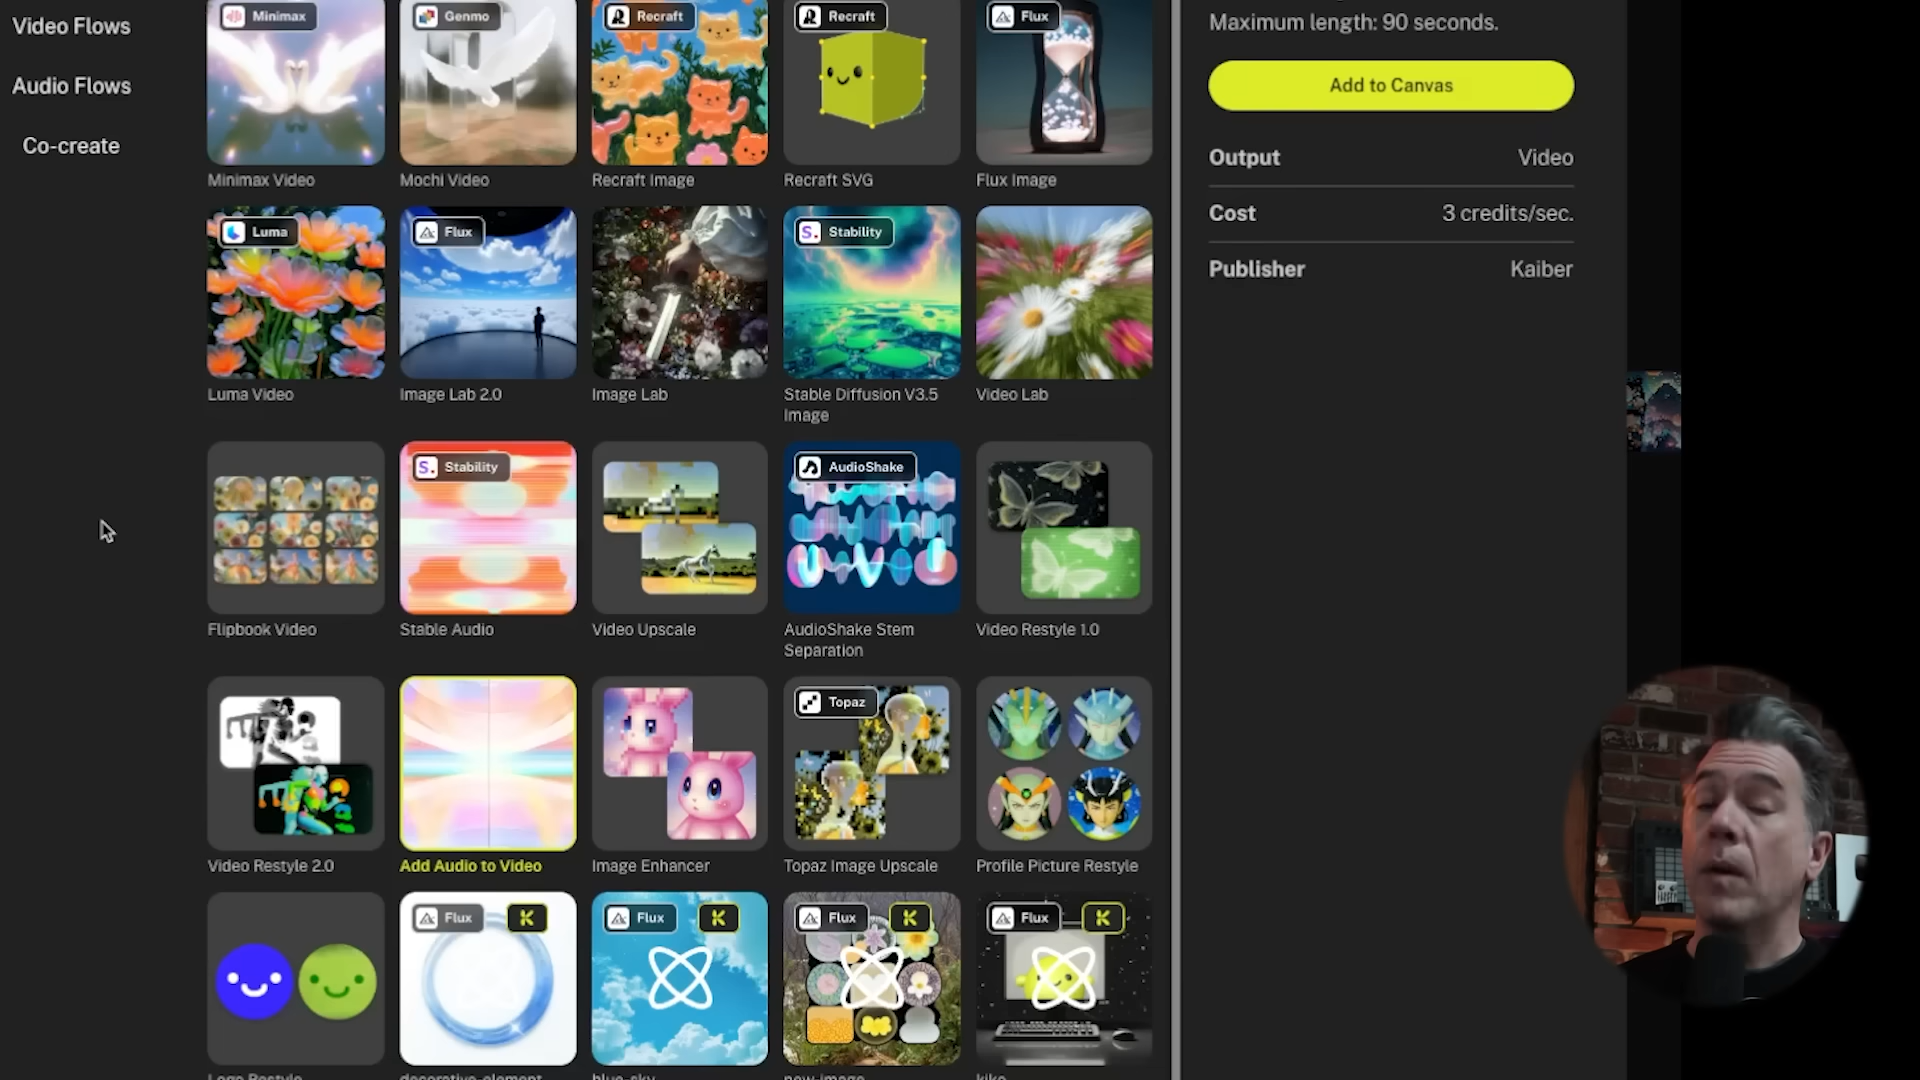 Video Flows
Audio Flows
Co-create
Minimax
Genmo
Recraft
Recraft
Flux
Minimax Video
Mochi Video
Recraft Image
Recraft SVG
Flux Image
Luma
Flux
S. Stability
Luma Video
Image Lab 2.0
Image Lab
Stable Diffusion V3.5
Image
Video Lab
S. Stability
AudioShake
Flipbook Video
Stable Audio
Video Upscale
AudioShake Stem
Separation
Video Restyle 1.0
Topaz
Video Restyle 2.0
Add Audio to Video
Image Enhancer
Topaz Image Upscale
Profile Picture Restyle
Flux K
Flux K
Flux K
Flux K
Maximum length: 90 seconds.
Add to Canvas
Output Video
Cost 3 credits/sec.
Publisher Kaiber